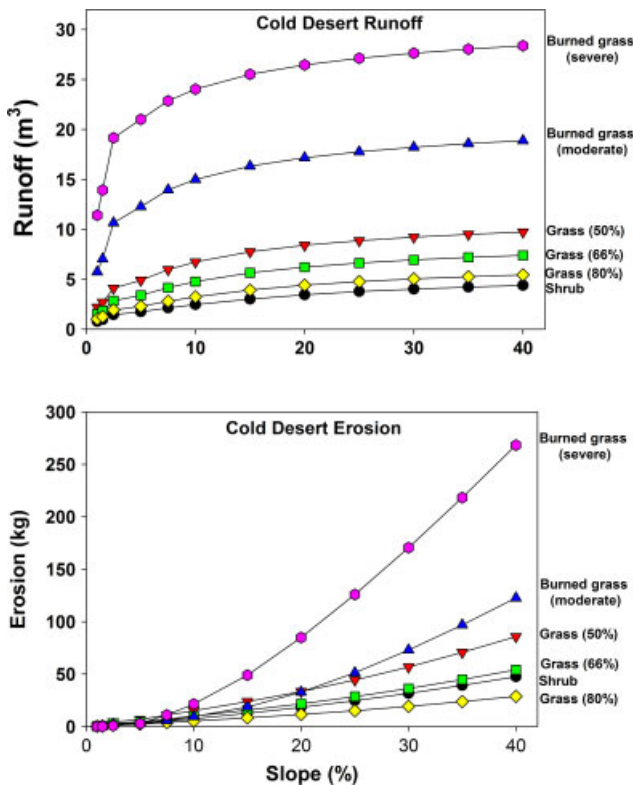 Cold Desert Runoff
Runoff (m³)
30
25
20
15
10
5
0
0 10 20 30 40
Burned grass
(severe)
Burned grass
(moderate)
Grass (50%)
Grass (66%)
Grass (80%)
Shrub
Cold Desert Erosion
Erosion (kg)
300
250
200
150
100
50
0
0 10 20 30 40
Slope (%)
Burned grass
(severe)
Burned grass
(moderate)
Grass (50%)
Grass (66%)
Shrub
Grass (80%)